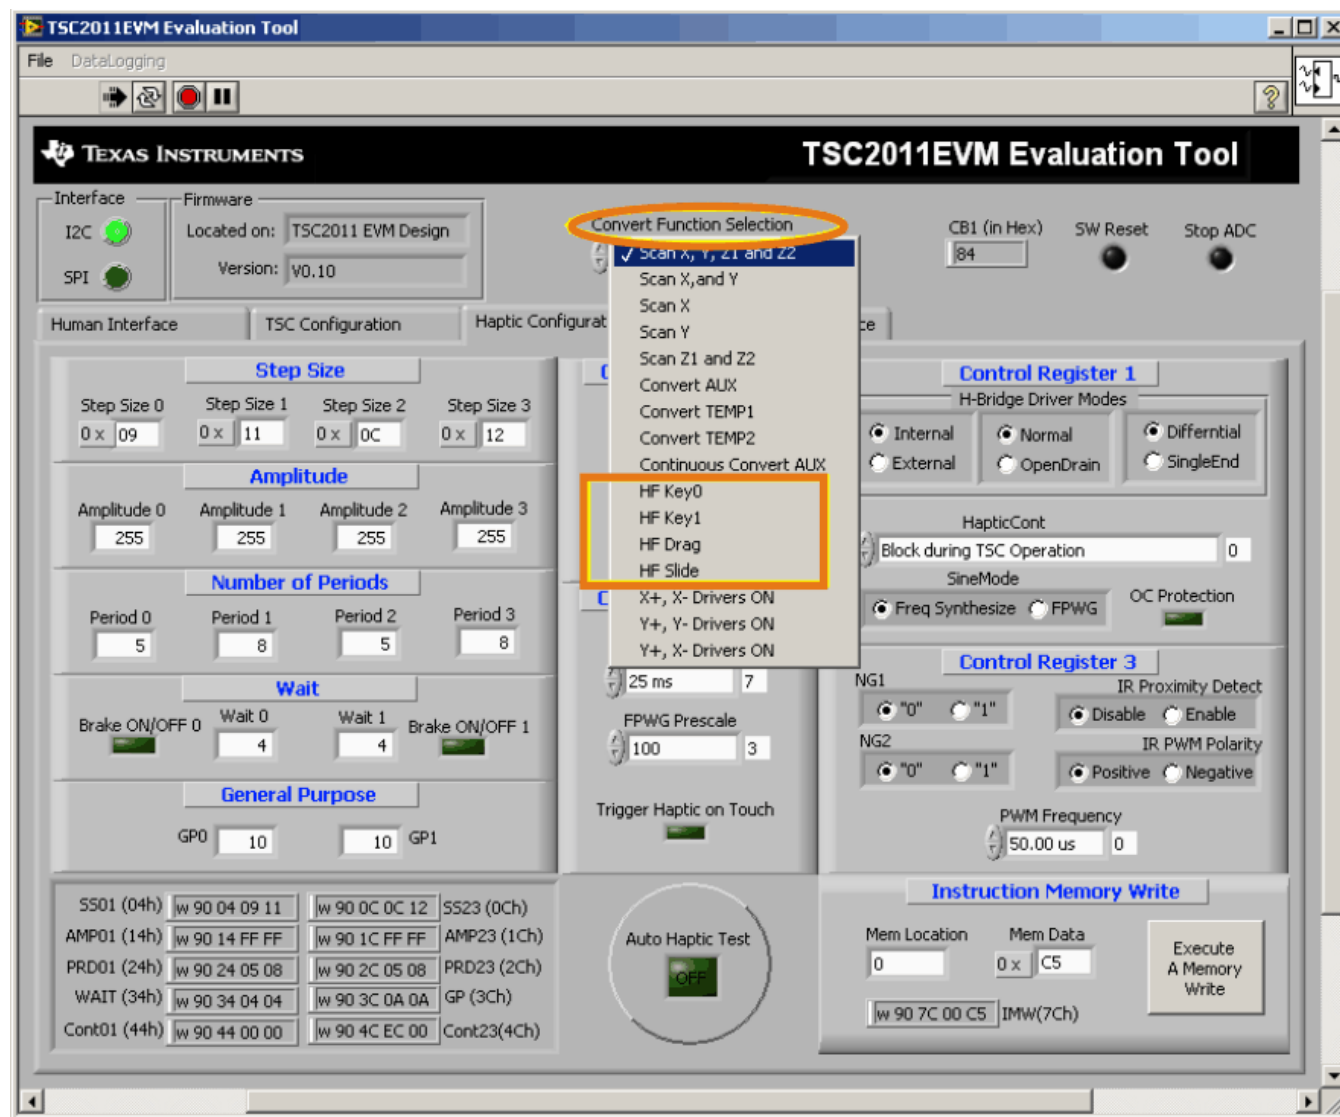 TSC2011EVM Evaluation Tool
File DataLogging
TEXAS INSTRUMENTS
TSC2011EVM Evaluation Tool
Interface
I2C
SPI
Firmware
Located on: TSC2011 EVM Design
Version: V0.10
Convert Function Selection
CB1 (in Hex)
84
SW Reset
Stop ADC
✓ Scan X, Y, Z1 and Z2
Scan X,and Y
Scan X
Scan Y
Scan Z1 and Z2
Convert AUX
Convert TEMP1
Convert TEMP2
Continuous Convert AUX
HF Key0
HF Key1
HF Drag
HF Slide
X+, X- Drivers ON
Y+, Y- Drivers ON
Y+, X- Drivers ON
Human Interface
TSC Configuration
Haptic Configurat
Step Size
Step Size 0 Step Size 1 Step Size 2 Step Size 3
0 x 09 0 x 11 0 x 0C 0 x 12
Amplitude
Amplitude 0 Amplitude 1 Amplitude 2 Amplitude 3
255 255 255 255
Number of Periods
Period 0 Period 1 Period 2 Period 3
5 8 5 8
Wait
Brake ON/OFF 0 Wait 0 Wait 1 Brake ON/OFF 1
4 4
General Purpose
GP0 10 10 GP1
25 ms 7
FPWG Prescale
100 3
Trigger Haptic on Touch
Control Register 1
H-Bridge Driver Modes
Internal Normal Differntial
External OpenDrain SingleEnd
HapticCont
Block during TSC Operation 0
SineMode
Freq Synthesize FPWG
OC Protection
Control Register 3
NG1
"0" "1"
IR Proximity Detect
Disable Enable
NG2
"0" "1"
IR PWM Polarity
Positive Negative
PWM Frequency
50.00 us 0
SS01 (04h) w 90 04 09 11 w 90 0C 0C 12 SS23 (0Ch)
AMP01 (14h) w 90 14 FF FF w 90 1C FF FF AMP23 (1Ch)
PRD01 (24h) w 90 24 05 08 w 90 2C 05 08 PRD23 (2Ch)
WAIT (34h) w 90 34 04 04 w 90 3C 0A 0A GP (3Ch)
Cont01 (44h) w 90 44 00 00 w 90 4C EC 00 Cont23(4Ch)
Auto Haptic Test
OFF
Instruction Memory Write
Mem Location Mem Data
0 0 x C5
w 90 7C 00 C5 IMW(7Ch)
Execute
A Memory
Write